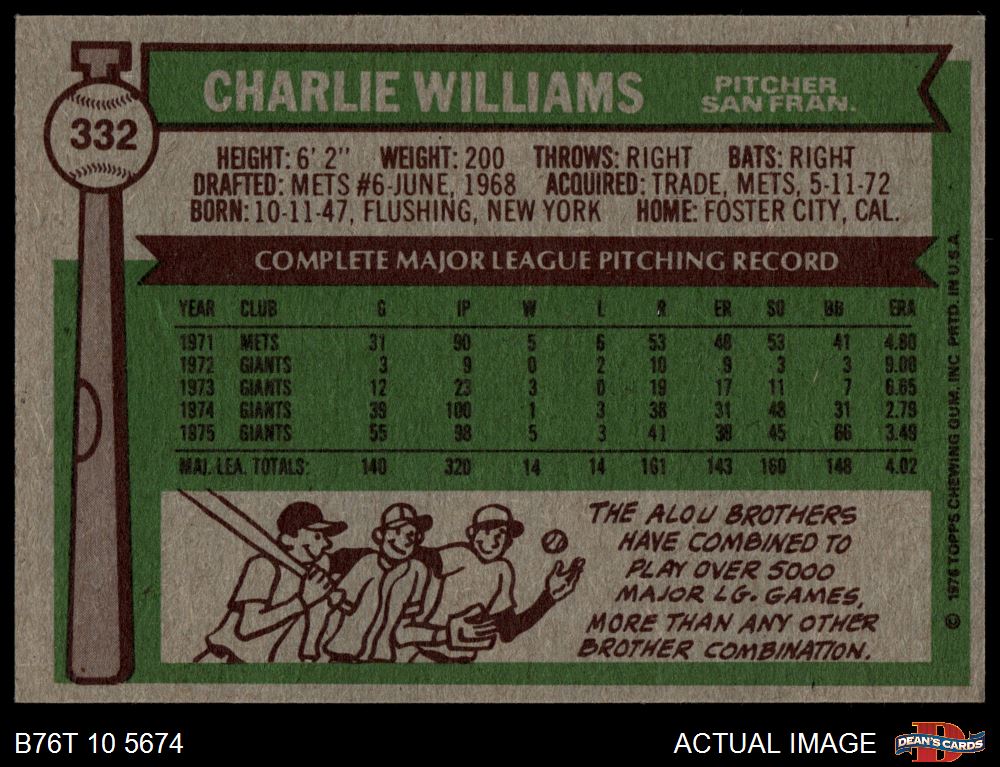 CHARLIE WILLIAMS PITCHER SAN FRAN.
332
HEIGHT: 6' 2" WEIGHT: 200 THROWS: RIGHT BATS: RIGHT
DRAFTED: METS #6-JUNE, 1968 ACQUIRED: TRADE, METS, 5-11-72
BORN: 10-11-47, FLUSHING, NEW YORK HOME: FOSTER CITY, CAL.
COMPLETE MAJOR LEAGUE PITCHING RECORD
YEAR CLUB G IP W L R ER SO BB ERA
1971 METS 31 90 5 6 53 48 53 41 4.80
1972 GIANTS 3 9 0 2 10 9 3 3 9.00
1973 GIANTS 12 23 3 0 19 17 11 7 6.65
1974 GIANTS 39 100 1 3 38 31 48 31 2.79
1975 GIANTS 55 98 5 3 41 38 45 66 3.49
MAJ. LEA. TOTALS: 140 320 14 14 161 143 160 148 4.02
THE ALOU BROTHERS
HAVE COMBINED TO
PLAY OVER 5000
MAJOR LG. GAMES,
MORE THAN ANY OTHER
BROTHER COMBINATION.
© 1976 TOPPS CHEWING GUM, INC. PRTD. IN U.S.A.
B76T 10 5674
ACTUAL IMAGE
DEAN'S CARDS